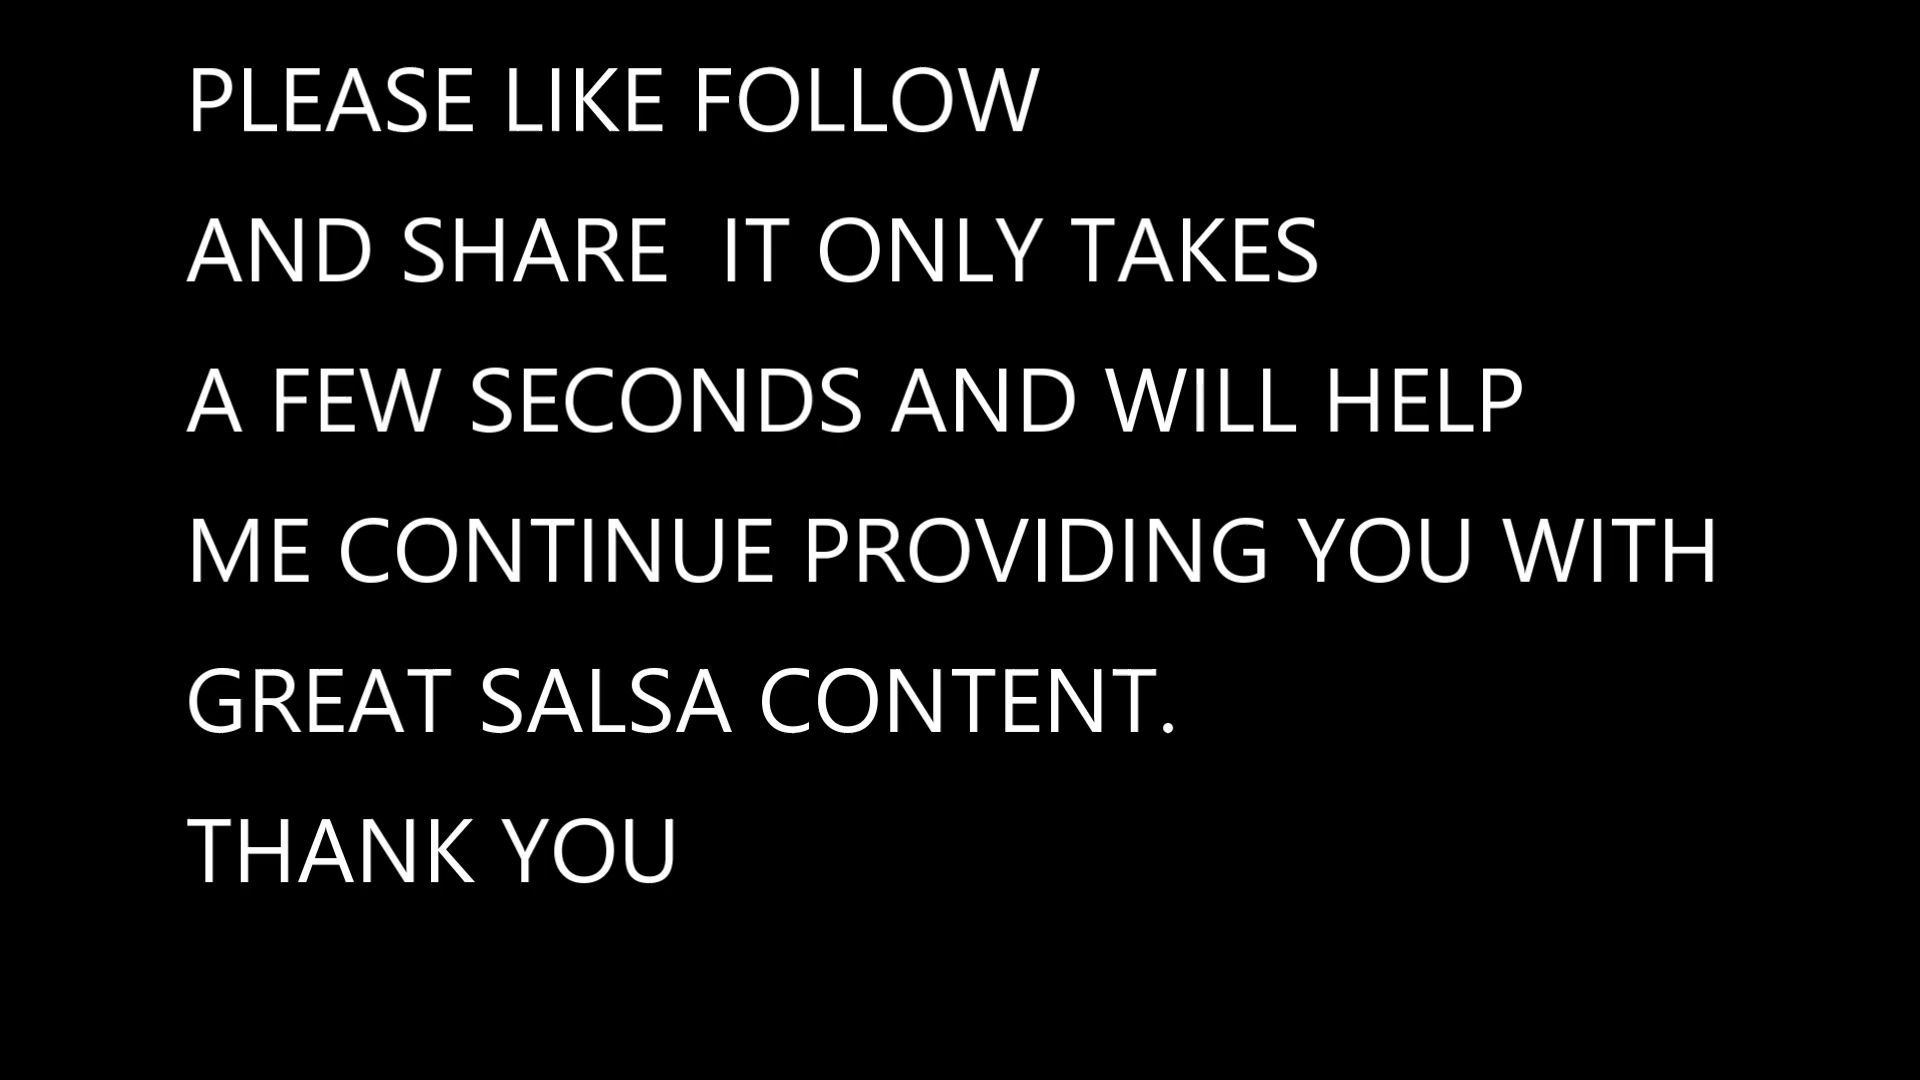 PLEASE LIKE FOLLOW
AND SHARE  IT ONLY TAKES
A FEW SECONDS AND WILL HELP
ME CONTINUE PROVIDING YOU WITH
GREAT SALSA CONTENT.
THANK YOU